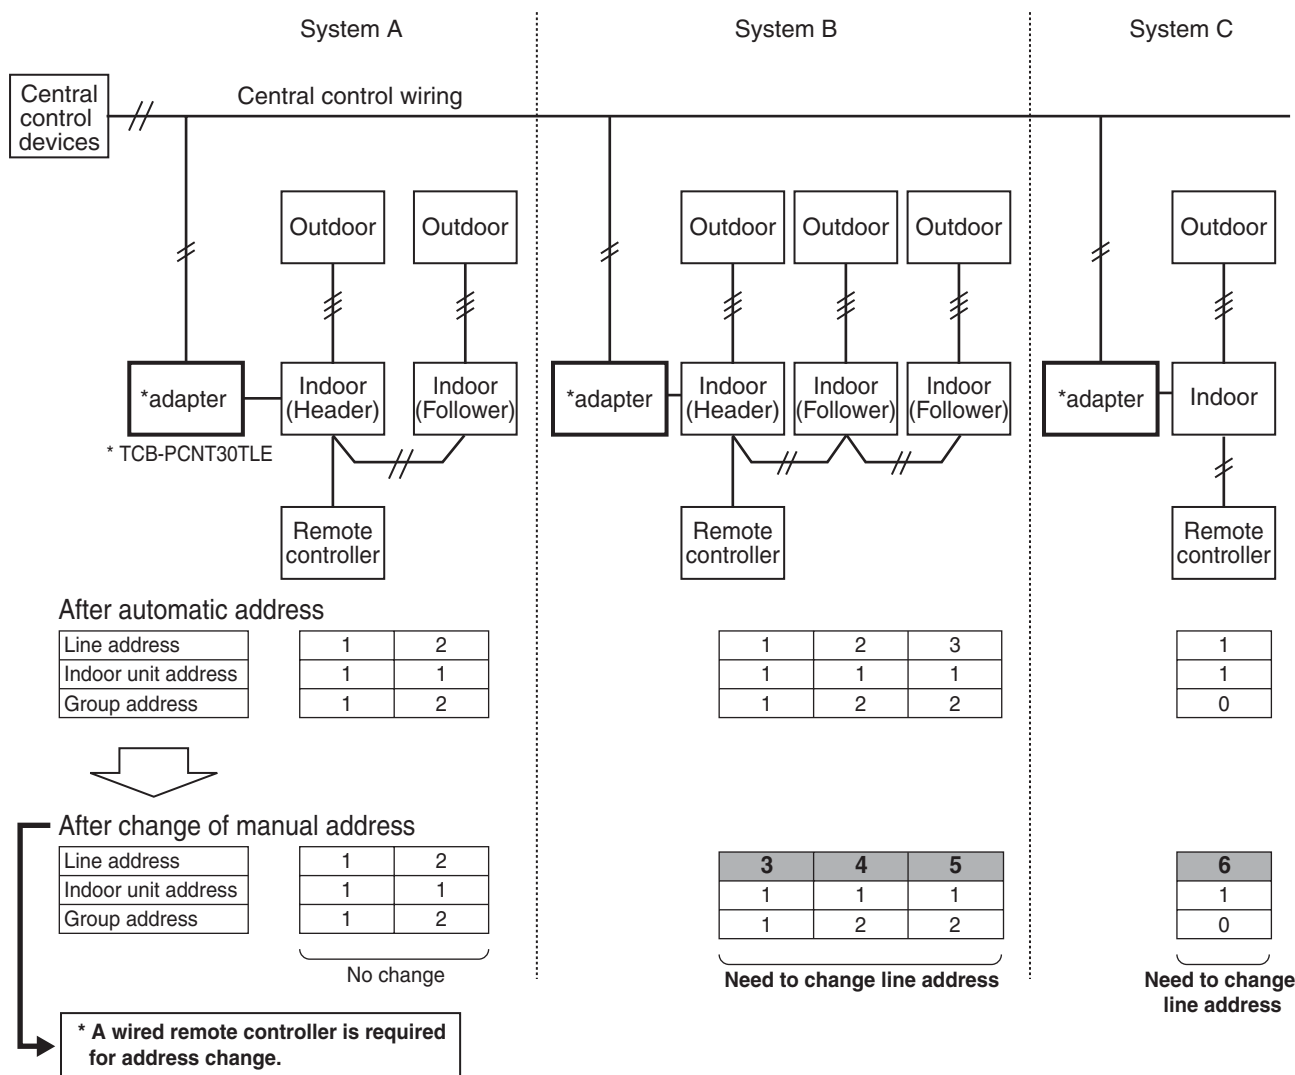 System A
System B
System C
Central
control
devices
Central control wiring
Outdoor
Outdoor
Outdoor
Outdoor
Outdoor
Outdoor
*adapter
Indoor
(Header)
Indoor
(Follower)
*adapter
Indoor
(Header)
Indoor
(Follower)
Indoor
(Follower)
*adapter
Indoor
* TCB-PCNT30TLE
Remote
controller
Remote
controller
Remote
controller
After automatic address
Line address 1 2 1 2 3 1
Indoor unit address 1 1 1 1 1 1
Group address 1 2 1 2 2 0
After change of manual address
Line address 1 2 3 4 5 6
Indoor unit address 1 1 1 1 1 1
Group address 1 2 1 2 2 0
No change
Need to change line address
Need to change
line address
* A wired remote controller is required
for address change.